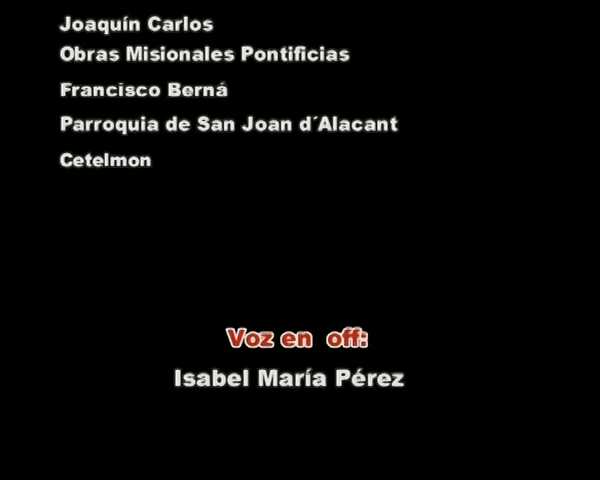 Joaquín Carlos
Obras Misionales Pontificias
Francisco Berná
Parroquia de San Joan d´Alacant
Cetelmon
Voz en off:
Isabel María Pérez